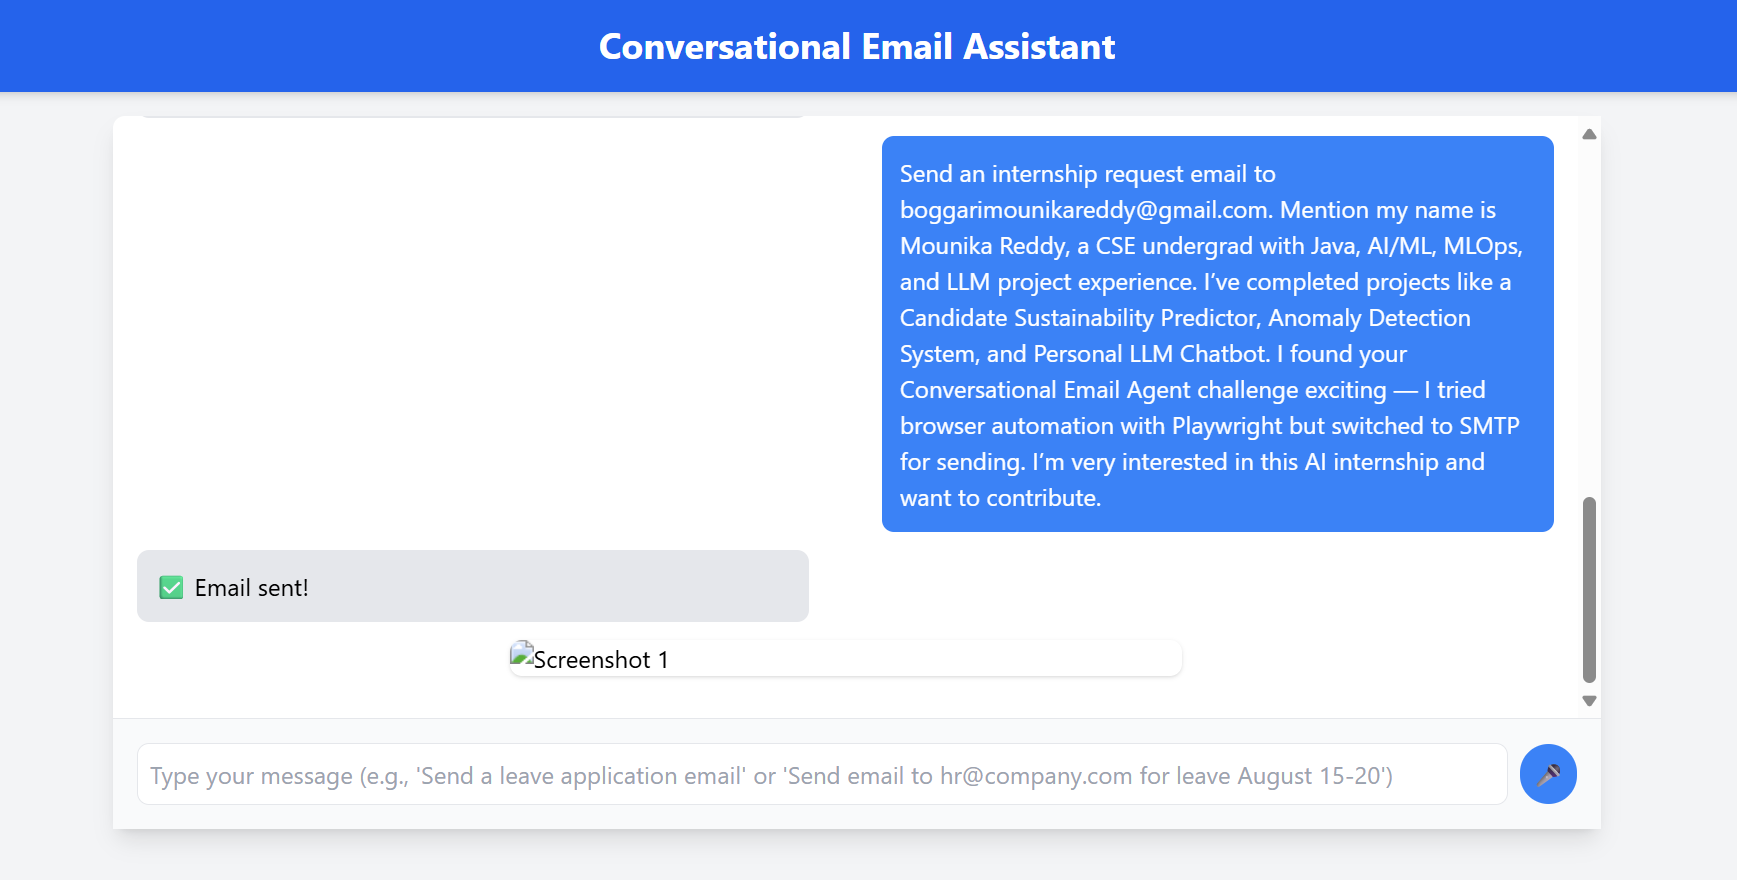 Conversational Email Assistant
Send an internship request email to
boggarimounikareddy@gmail.com. Mention my name is
Mounika Reddy, a CSE undergrad with Java, AI/ML, MLOps,
and LLM project experience. I’ve completed projects like a
Candidate Sustainability Predictor, Anomaly Detection
System, and Personal LLM Chatbot. I found your
Conversational Email Agent challenge exciting — I tried
browser automation with Playwright but switched to SMTP
for sending. I’m very interested in this AI internship and
want to contribute.
✅ Email sent!
Screenshot 1
Type your message (e.g., 'Send a leave application email' or 'Send email to hr@company.com for leave August 15-20')